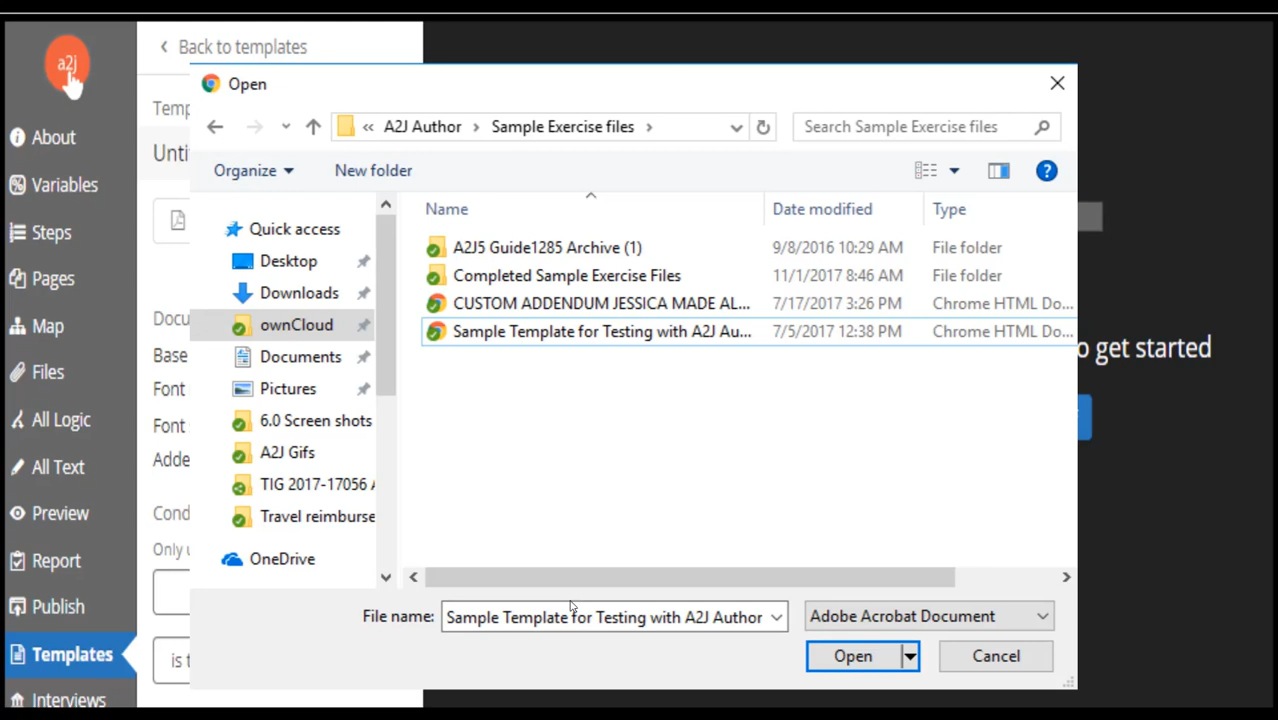 a2j
About
Variables
Steps
Pages
Map
Files
All Logic
All Text
Preview
Report
Publish
Templates
Interviews
Back to templates
Temp
Unti
Docu
Base
Font
Font
Adde
Cond
Only u
is t
Open
« A2J Author > Sample Exercise files >
Search Sample Exercise files
Organize
New folder
?
Quick access
Desktop
Downloads
ownCloud
Documents
Pictures
6.0 Screen shots
A2J Gifs
TIG 2017-17056
Travel reimburse
OneDrive
Name Date modified Type
A2J5 Guide1285 Archive (1) 9/8/2016 10:29 AM File folder
Completed Sample Exercise Files 11/1/2017 8:46 AM File folder
CUSTOM ADDENDUM JESSICA MADE AL... 7/17/2017 3:26 PM Chrome HTML Do...
Sample Template for Testing with A2J Au... 7/5/2017 12:38 PM Chrome HTML Do...
File name: Sample Template for Testing with A2J Author
Adobe Acrobat Document
Open
Cancel
o get started